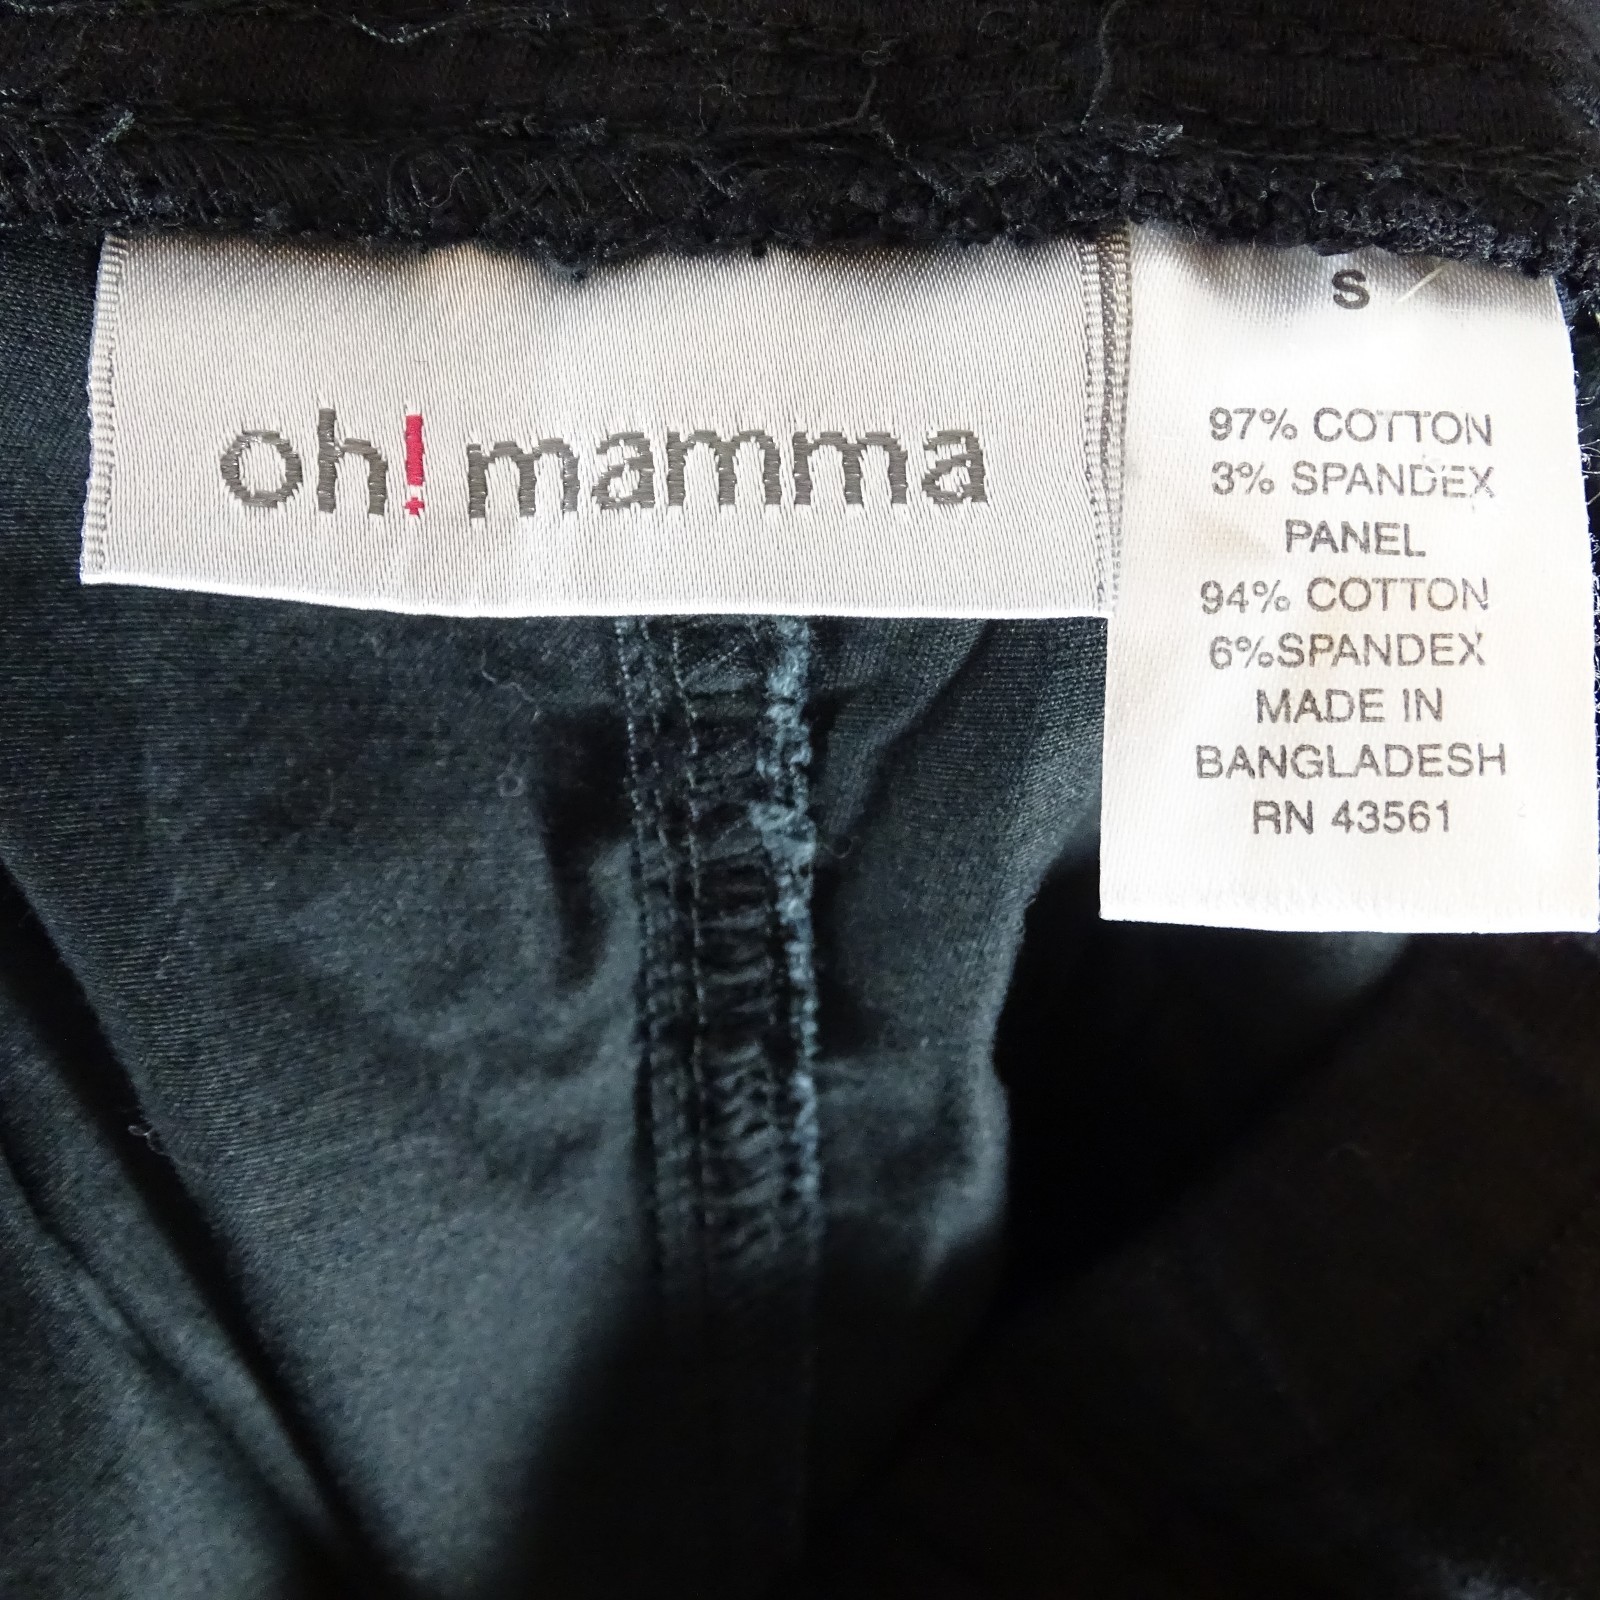 oh! mamma
S
97% COTTON
3% SPANDEX
PANEL
94% COTTON
6%SPANDEX
MADE IN
BANGLADESH
RN 43561